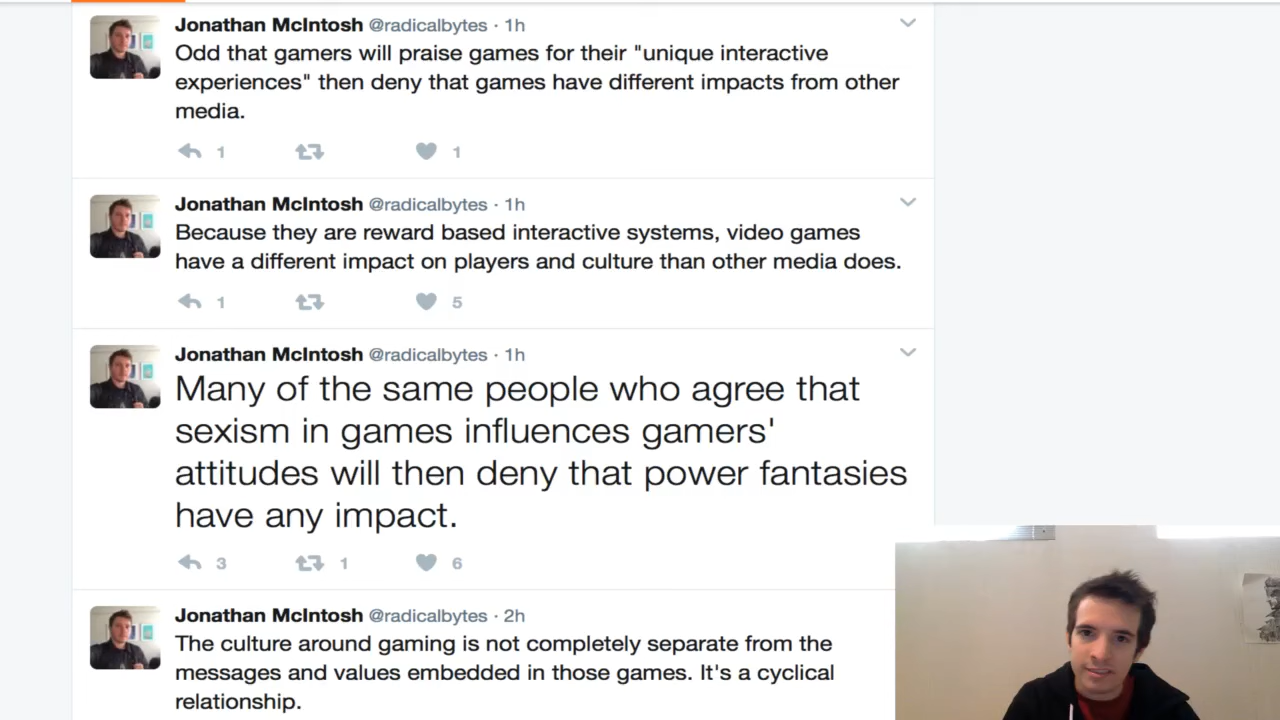 Jonathan McIntosh @radicalbytes · 1h
Odd that gamers will praise games for their "unique interactive
experiences" then deny that games have different impacts from other
media.
1 1
Jonathan McIntosh @radicalbytes · 1h
Because they are reward based interactive systems, video games
have a different impact on players and culture than other media does.
1 5
Jonathan McIntosh @radicalbytes · 1h
Many of the same people who agree that
sexism in games influences gamers'
attitudes will then deny that power fantasies
have any impact.
3 1 6
Jonathan McIntosh @radicalbytes · 2h
The culture around gaming is not completely separate from the
messages and values embedded in those games. It's a cyclical
relationship.